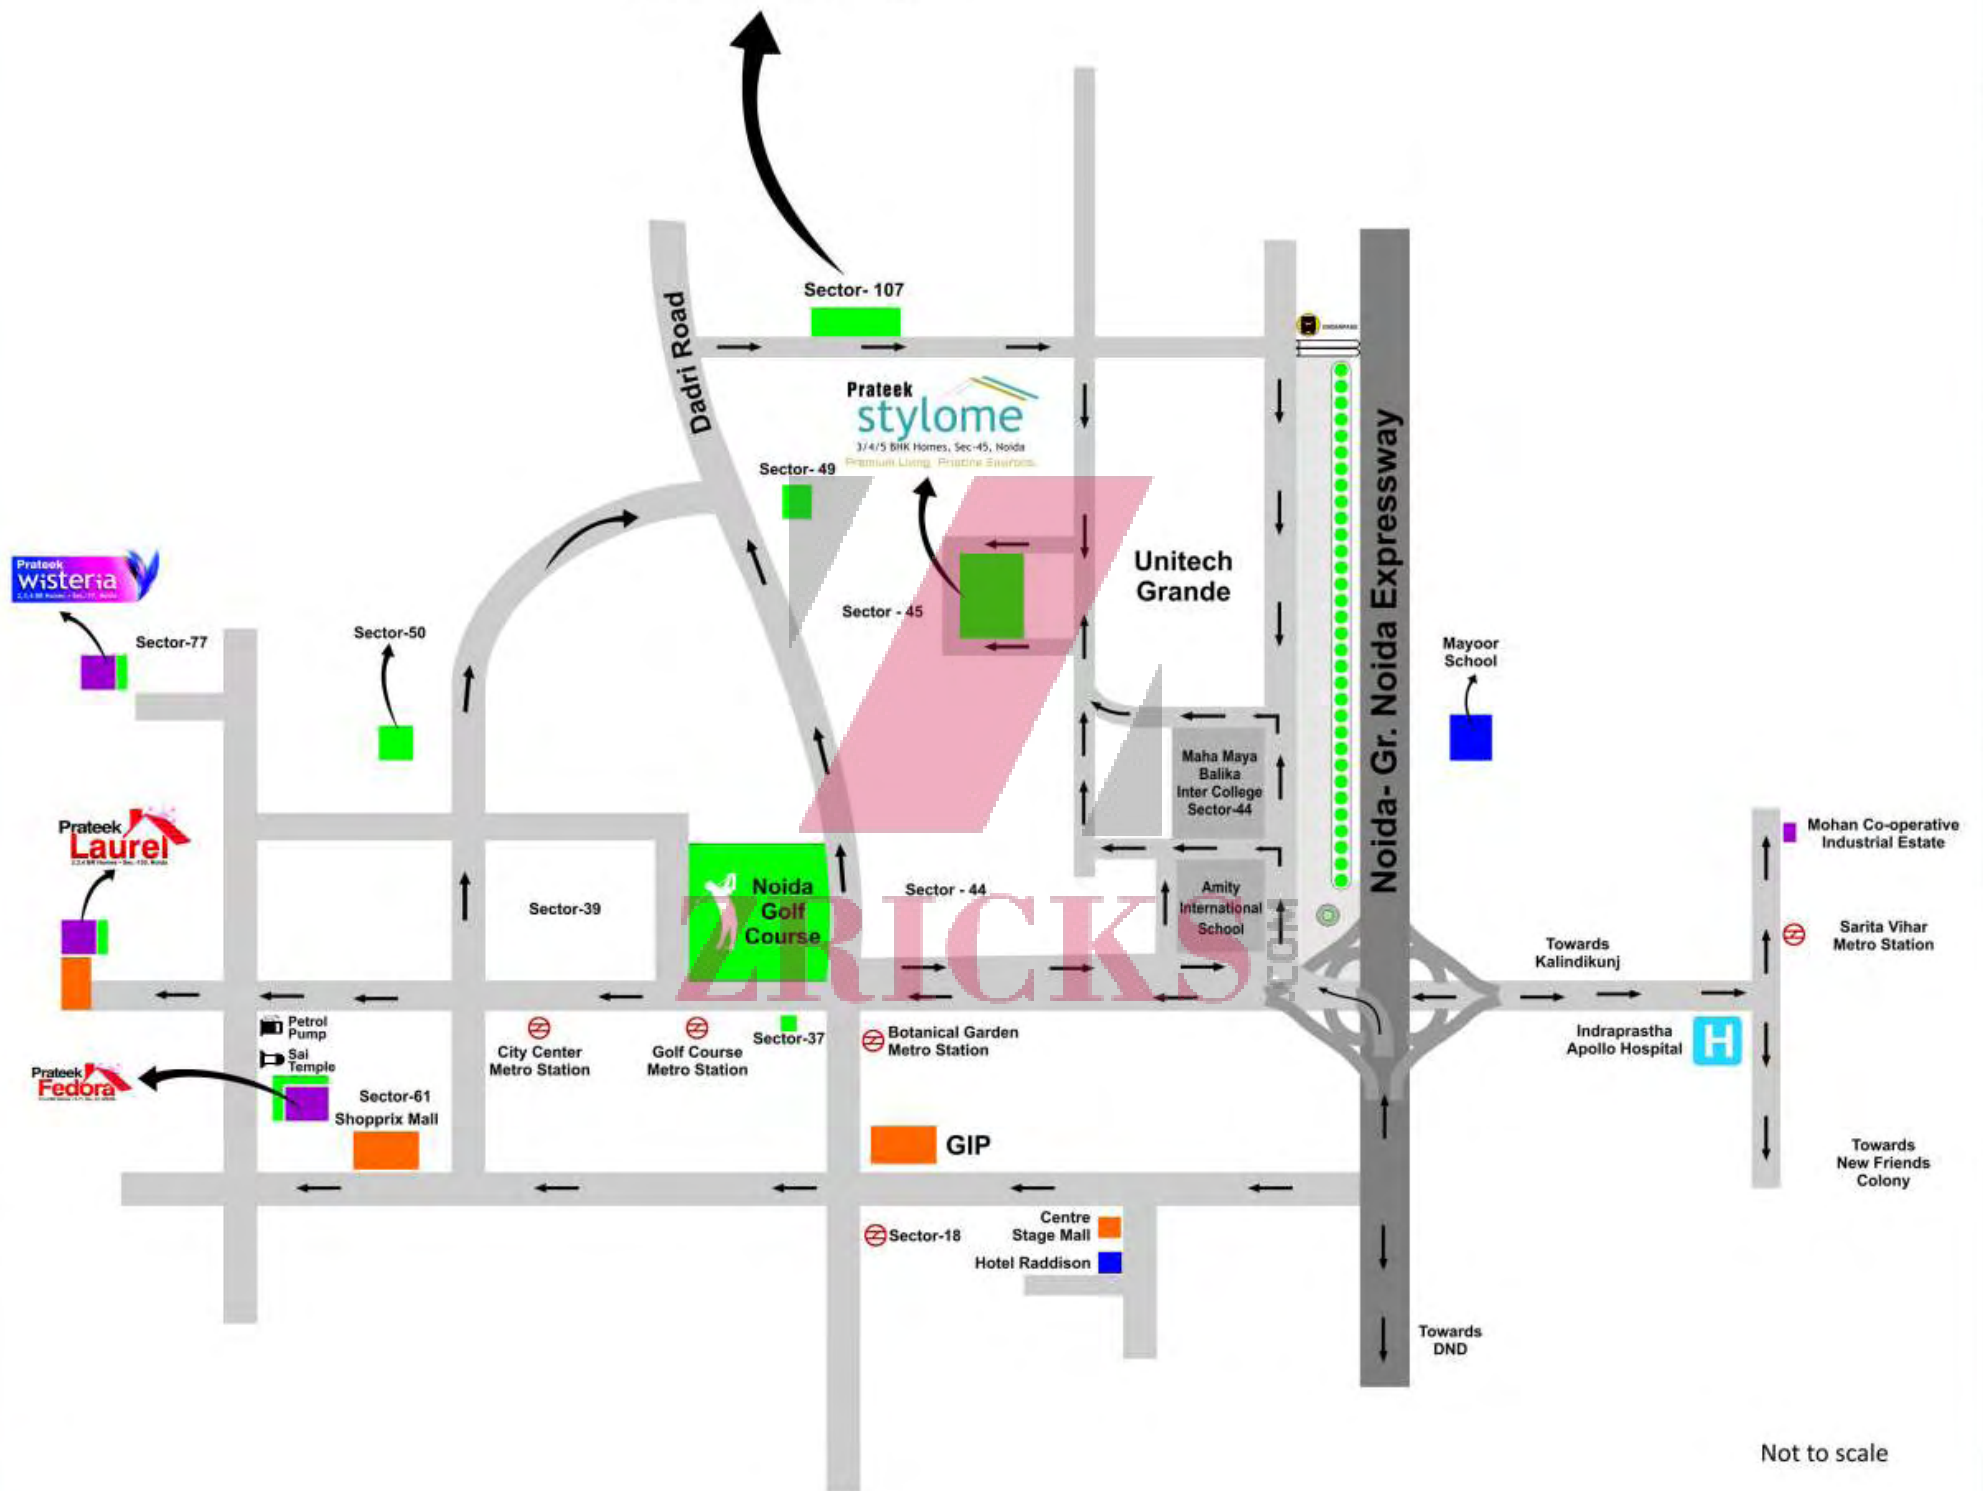 Sector- 107
UNDERPASS
Dadri Road
Prateek
stylome
3/4/5 BHK Homes, Sec-45, Noida
Premium Living. Pristine Environs.
Sector- 49
Noida- Gr. Noida Expressway
Unitech
Grande
Prateek
wisteria
Sector - 45
Sector-77
Sector-50
Mayoor
School
Maha Maya
Balika
Inter College
Sector-44
Prateek
Laurel
Mohan Co-operative
Industrial Estate
Noida
Golf
Course
Sector - 44
Amity
International
School
Sector-39
ZRICKS
.COM
Sarita Vihar
Metro Station
Towards
Kalindikunj
Petrol
Pump
Sai
Temple
City Center
Metro Station
Golf Course
Metro Station
Sector-37
Botanical Garden
Metro Station
Indraprastha
Apollo Hospital
H
Prateek
Fedora
Sector-61
Shopprix Mall
GIP
Towards
New Friends
Colony
Sector-18
Centre
Stage Mall
Hotel Raddison
Towards
DND
Not to scale